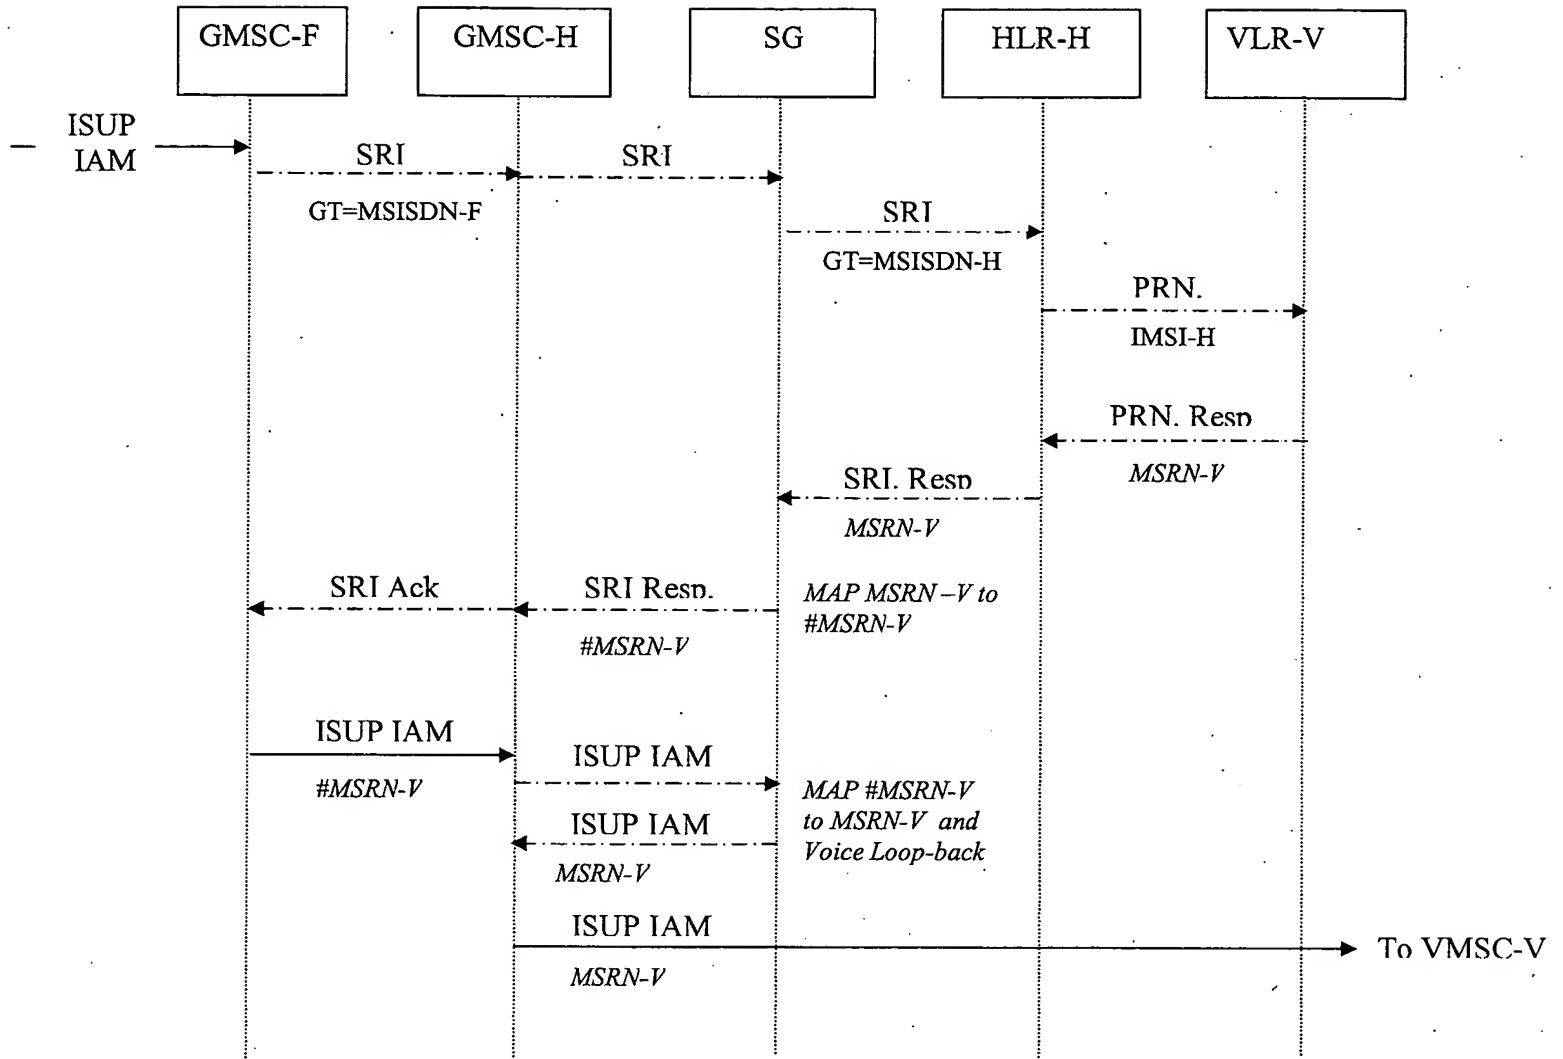 GMSC-F
GMSC-H
SG
HLR-H
VLR-V
ISUP
IAM
SRI
SRI
GT=MSISDN-F
SRI
GT=MSISDN-H
PRN.
IMSI-H
PRN. Resp
MSRN-V
SRI. Resp
MSRN-V
SRI Ack
SRI Resp.
MAP MSRN –V to
#MSRN-V
#MSRN-V
ISUP IAM
#MSRN-V
ISUP IAM
MAP #MSRN-V
to MSRN-V and
Voice Loop-back
ISUP IAM
MSRN-V
ISUP IAM
To VMSC-V
MSRN-V